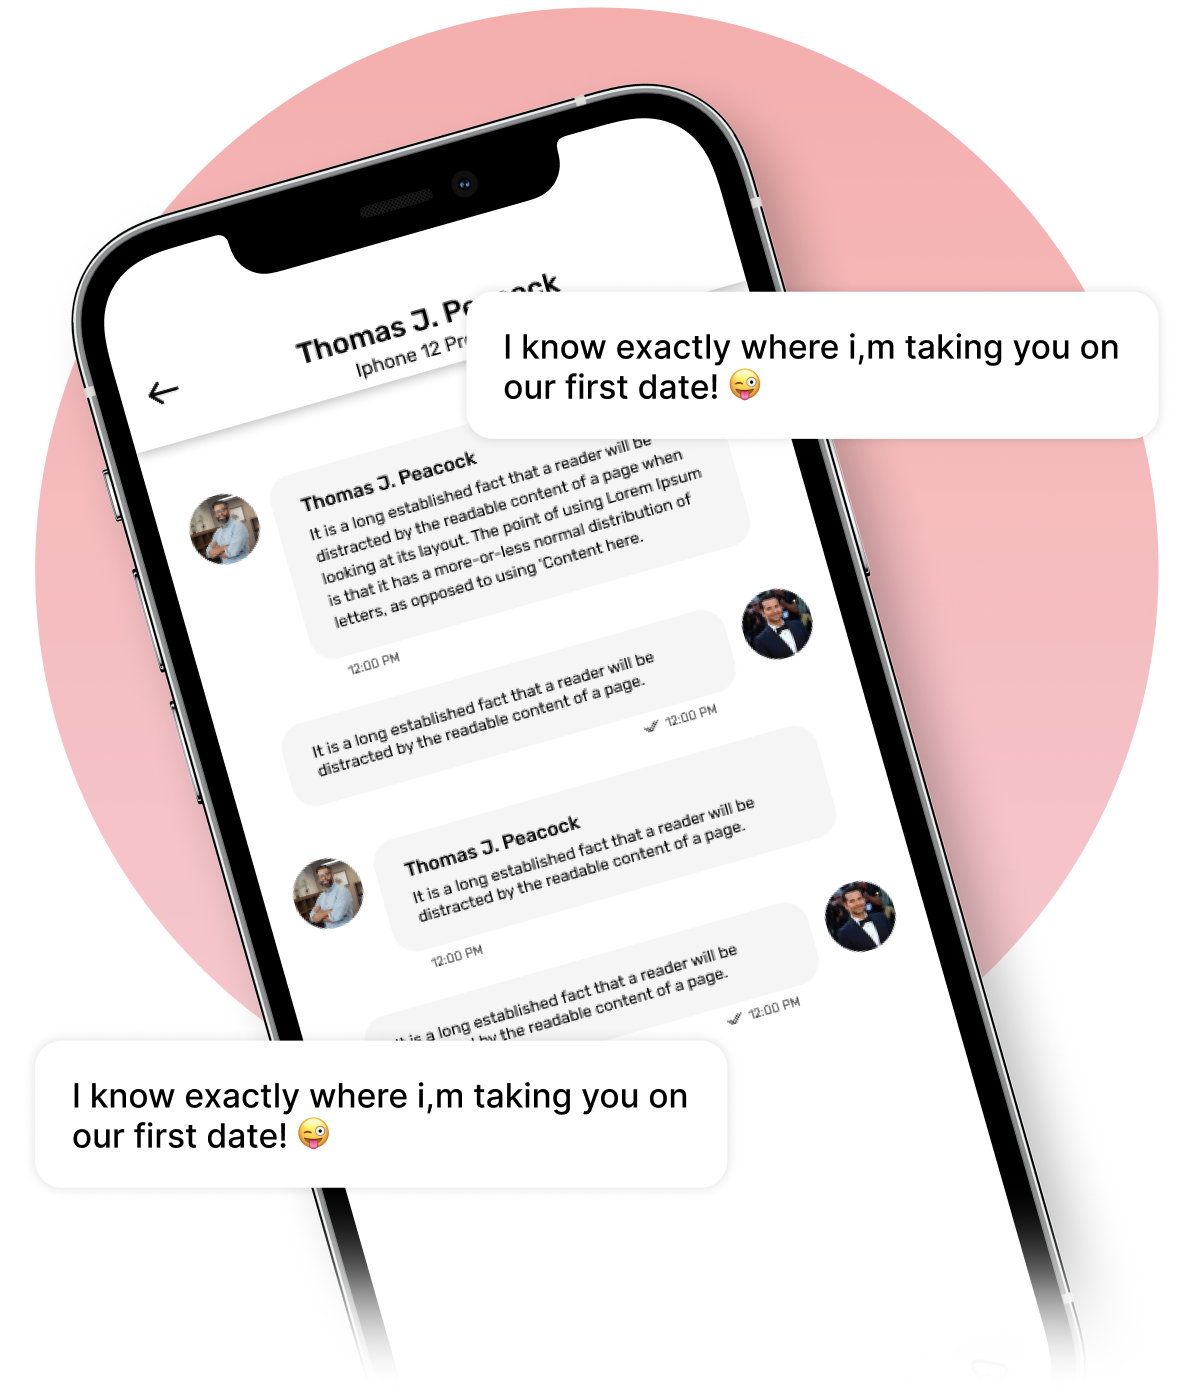 Thomas J. Peacock
Iphone 12 Pr
I know exactly where i,m taking you on
our first date! 😜
Thomas J. Peacock
It is a long established fact that a reader will be
distracted by the readable content of a page when
looking at its layout. The point of using Lorem Ipsum
is that it has a more-or-less normal distribution of
letters, as opposed to using 'Content here.
12:00 PM
It is a long established fact that a reader will be
distracted by the readable content of a page.
12:00 PM
Thomas J. Peacock
It is a long established fact that a reader will be
distracted by the readable content of a page.
12:00 PM
is a long established fact that a reader will be
by the readable content of a page.
12:00 PM
I know exactly where i,m taking you on
our first date! 😜